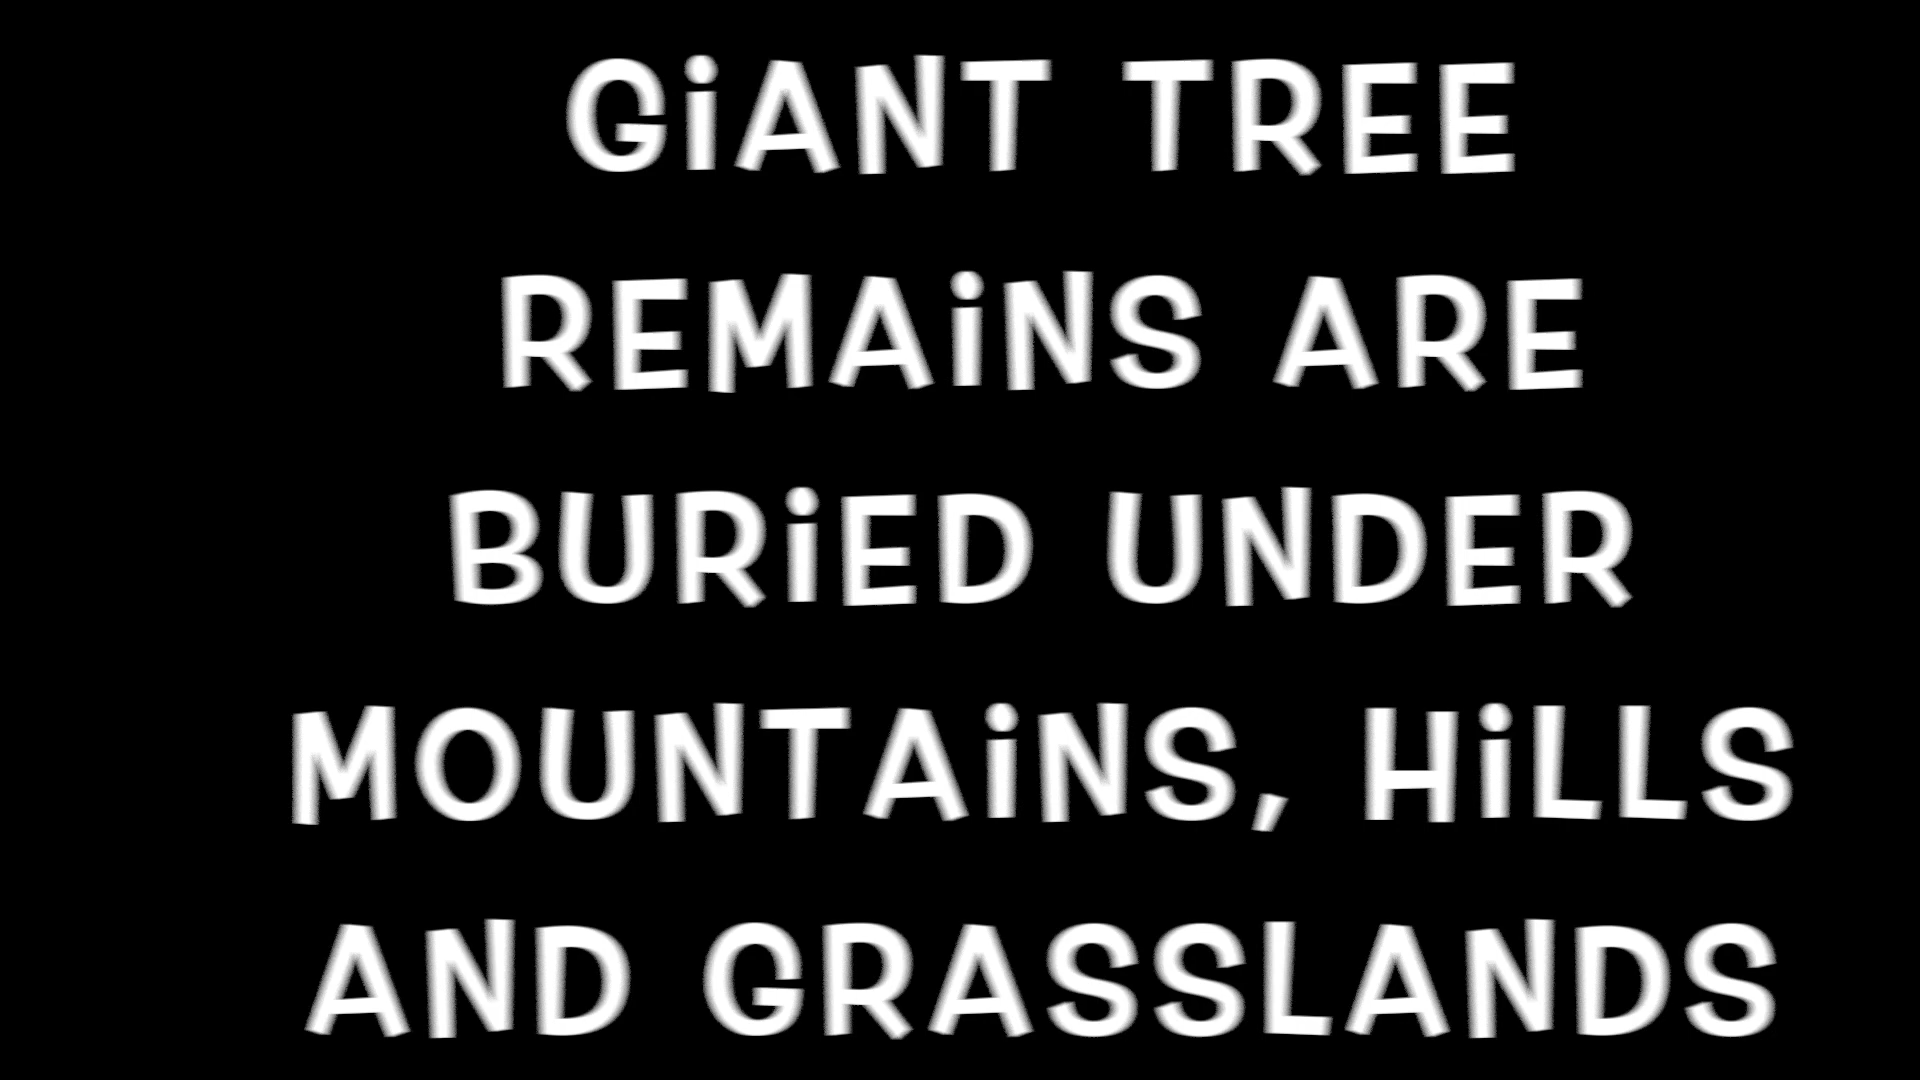 GiANT TREE
REMAiNS ARE
BURiED UNDER
MOUNTAiNS, HiLLS
AND GRASSLANDS